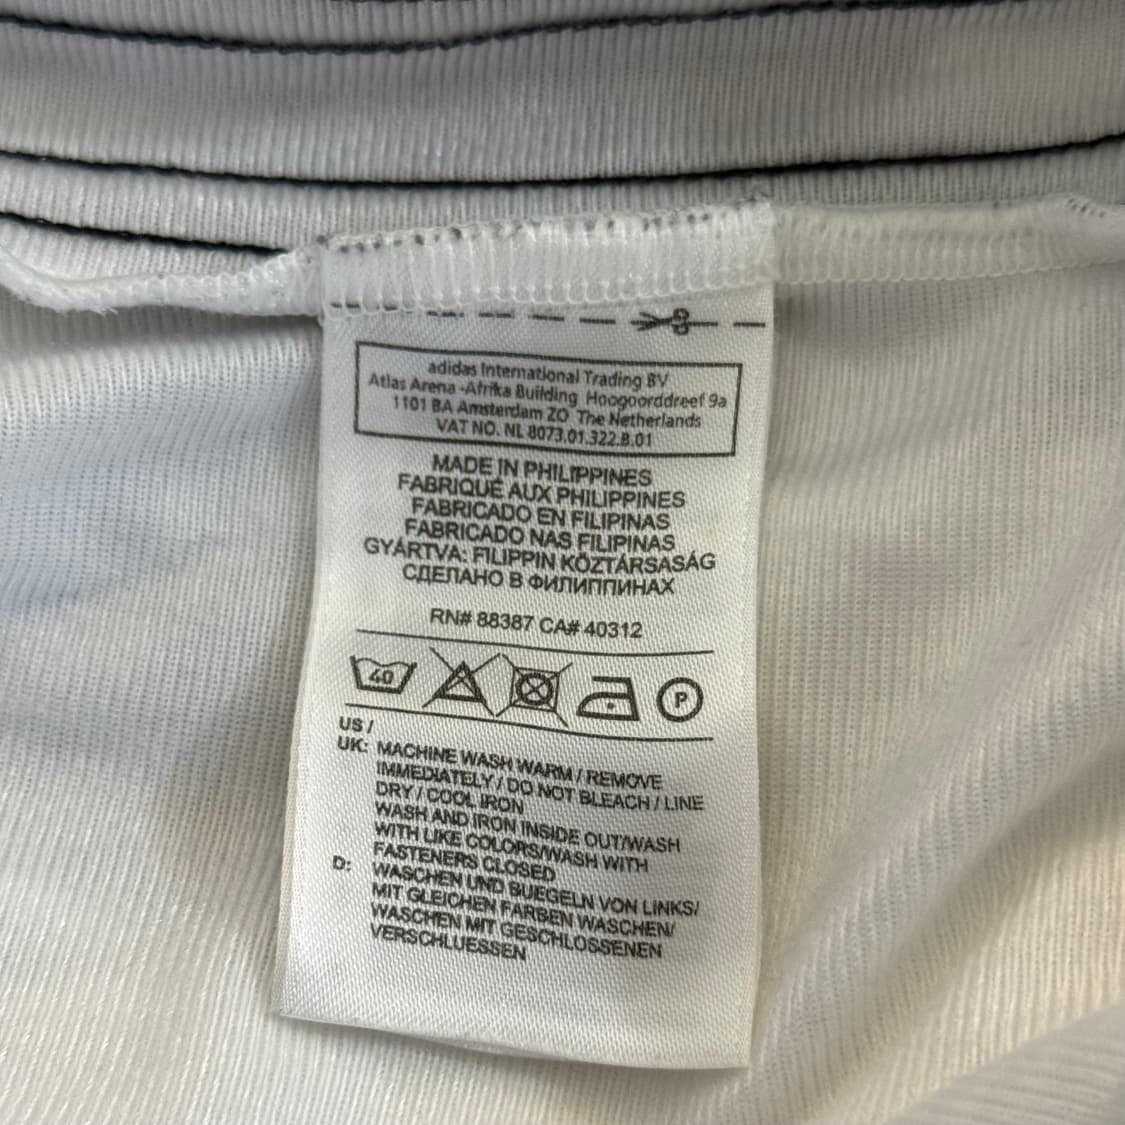 adidas International Trading BV
Atlas Arena -Afrika Building Hoogoorddreef 9a
1101 BA Amsterdam ZO The Netherlands
VAT NO. NL 8073.01.322.B.01
MADE IN PHILIPPINES
FABRIQUÉ AUX PHILIPPINES
FABRICADO EN FILIPINAS
FABRICADO NAS FILIPINAS
GYÁRTVA: FILIPPIN KÖZTÁRSASÁG
СДЕЛАНО В ФИЛИППИНАХ
RN# 88387 CA# 40312
40 P
US /
UK: MACHINE WASH WARM / REMOVE
IMMEDIATELY / DO NOT BLEACH / LINE
DRY / COOL IRON
WASH AND IRON INSIDE OUT/WASH
WITH LIKE COLORS/WASH WITH
FASTENERS CLOSED
D: WASCHEN UND BUEGELN VON LINKS/
MIT GLEICHEN FARBEN WASCHEN/
WASCHEN MIT GESCHLOSSENEN
VERSCHLUESSEN